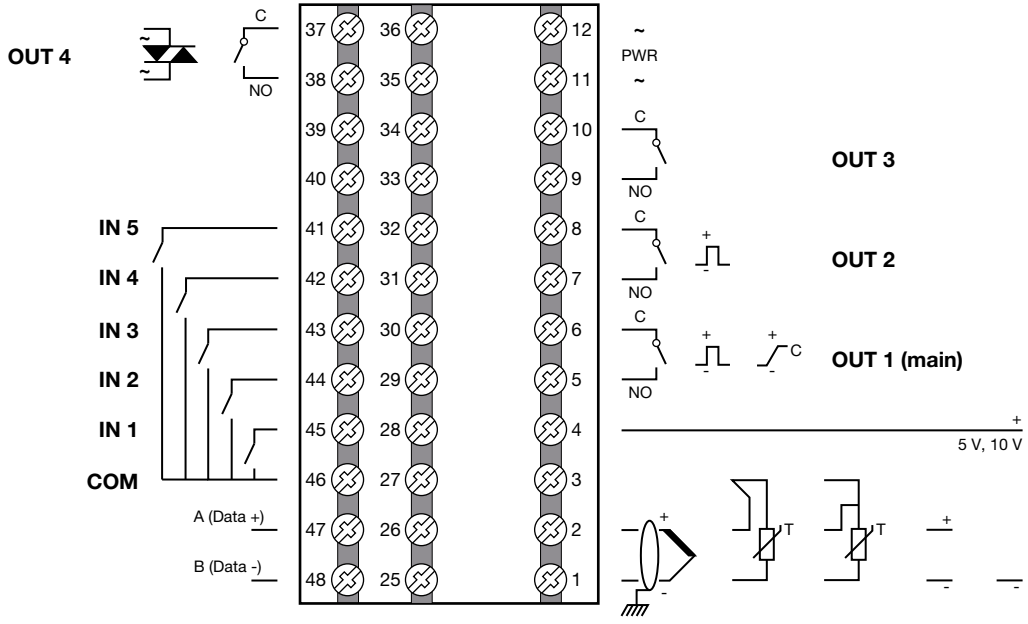 C
37 36 12 ~
OUT 4 ~ PWR
~
38 35 11 ~
NO
C
39 34 10
OUT 3
40 33 9
NO
C
IN 5 41 32 8
+
OUT 2
-
IN 4 42 31 7
NO
C
IN 3 43 30 6
+ + C
OUT 1 (main)
- -
IN 2 44 29 5
NO
IN 1 45 28 4 +
5 V, 10 V
COM 46 27 3
A (Data +) 47 26 2 + T T +
B (Data -) 48 25 1 - - -